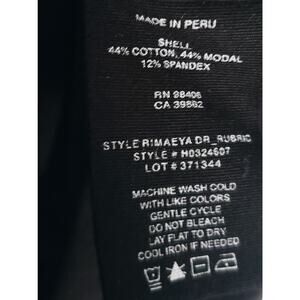 MADE IN PERU
SHELL
44% COTTON, 44% MODAL
12% SPANDEX
RN 98406
CA 39882
STYLE RIMAEYA DR_RUBRIC
STYLE # H0324607
LOT # 371344
MACHINE WASH COLD
WITH LIKE COLORS
GENTLE CYCLE
DO NOT BLEACH
LAY FLAT TO DRY
COOL IRON IF NEEDED